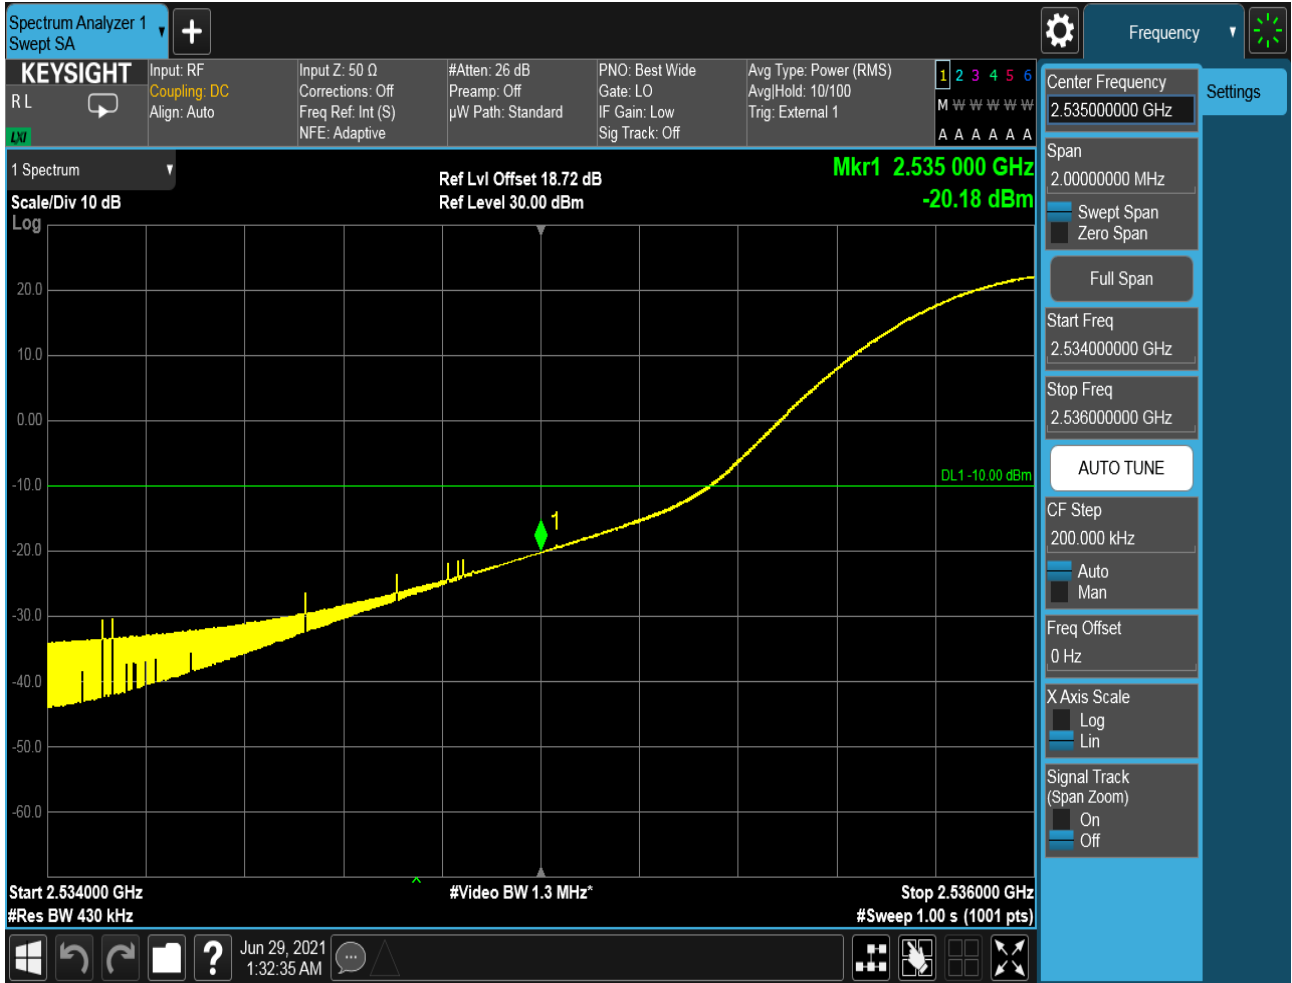 Spectrum Analyzer 1
Swept SA
Frequency
KEYSIGHT
R L
LXI
Input: RF
Coupling: DC
Align: Auto
Input Z: 50 Ω
Corrections: Off
Freq Ref: Int (S)
NFE: Adaptive
#Atten: 26 dB
Preamp: Off
µW Path: Standard
PNO: Best Wide
Gate: LO
IF Gain: Low
Sig Track: Off
Avg Type: Power (RMS)
Avg|Hold: 10/100
Trig: External 1
1 2 3 4 5 6
M W W W W W
A A A A A A
1 Spectrum
Scale/Div 10 dB
Log
Ref Lvl Offset 18.72 dB
Ref Level 30.00 dBm
Mkr1 2.535 000 GHz
-20.18 dBm
20.0
10.0
0.00
-10.0
-20.0
-30.0
-40.0
-50.0
-60.0
DL1 -10.00 dBm
1
Start 2.534000 GHz
#Res BW 430 kHz
#Video BW 1.3 MHz*
Stop 2.536000 GHz
#Sweep 1.00 s (1001 pts)
Jun 29, 2021
1:32:35 AM
Center Frequency
2.535000000 GHz
Settings
Span
2.00000000 MHz
Swept Span
Zero Span
Full Span
Start Freq
2.534000000 GHz
Stop Freq
2.536000000 GHz
AUTO TUNE
CF Step
200.000 kHz
Auto
Man
Freq Offset
0 Hz
X Axis Scale
Log
Lin
Signal Track
(Span Zoom)
On
Off